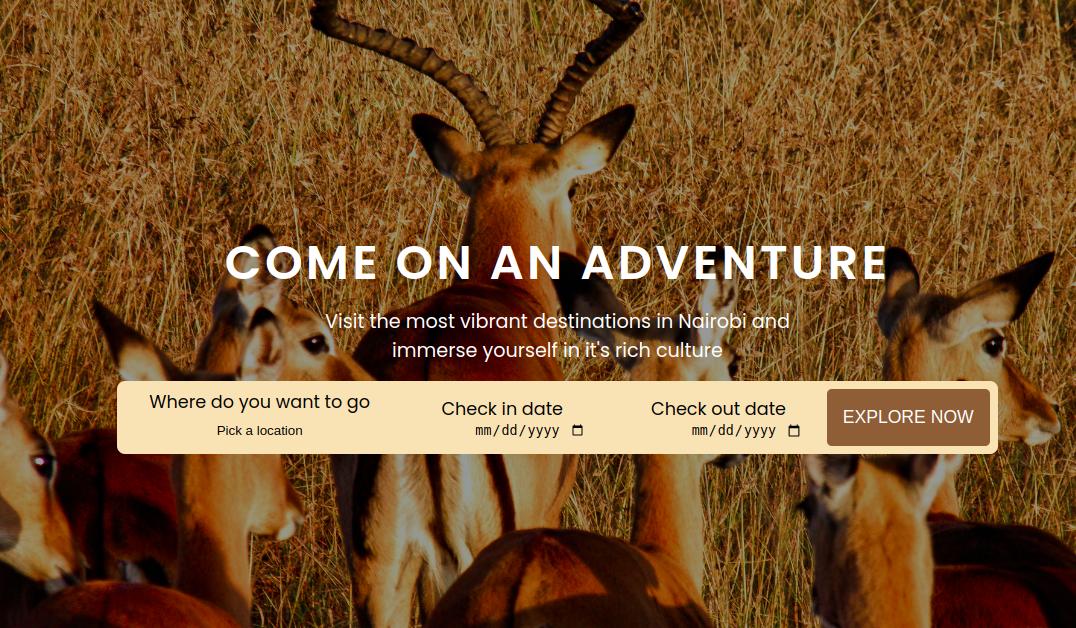 COME ON AN ADVENTURE
Visit the most vibrant destinations in Nairobi and
immerse yourself in it's rich culture
Where do you want to go
Pick a location
Check in date
mm/dd/yyyy
Check out date
mm/dd/yyyy
EXPLORE NOW